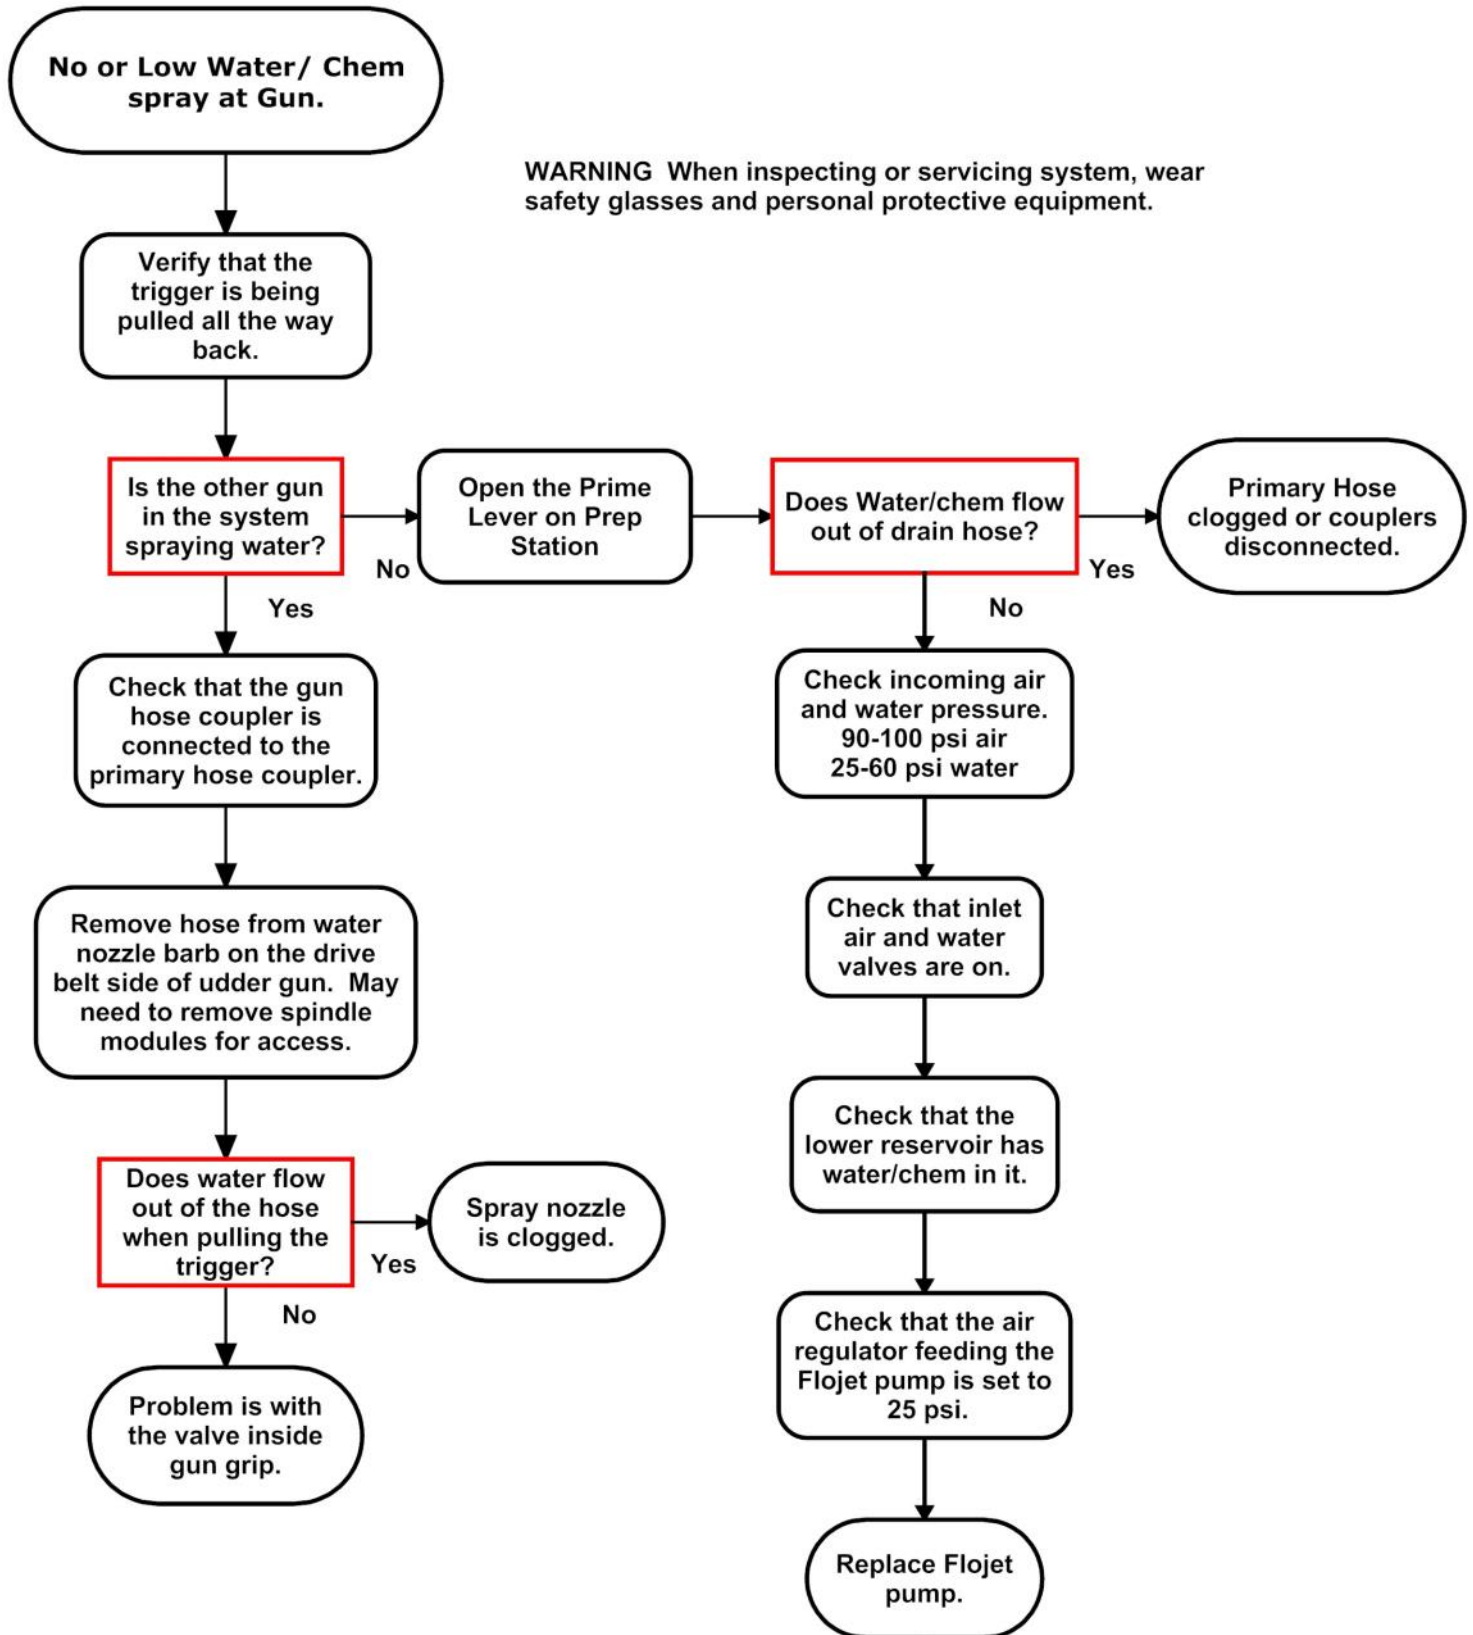 No or Low Water/ Chem
spray at Gun.
WARNING  When inspecting or servicing system, wear
safety glasses and personal protective equipment.
Verify that the
trigger is being
pulled all the way
back.
Is the other gun
in the system
spraying water?
No
Yes
Open the Prime
Lever on Prep
Station
Does Water/chem flow
out of drain hose?
Yes
No
Primary Hose
clogged or couplers
disconnected.
Check that the gun
hose coupler is
connected to the
primary hose coupler.
Remove hose from water
nozzle barb on the drive
belt side of udder gun.  May
need to remove spindle
modules for access.
Does water flow
out of the hose
when pulling the
trigger?
Yes
No
Spray nozzle
is clogged.
Problem is with
the valve inside
gun grip.
Check incoming air
and water pressure.
90-100 psi air
25-60 psi water
Check that inlet
air and water
valves are on.
Check that the
lower reservoir has
water/chem in it.
Check that the air
regulator feeding the
Flojet pump is set to
25 psi.
Replace Flojet
pump.